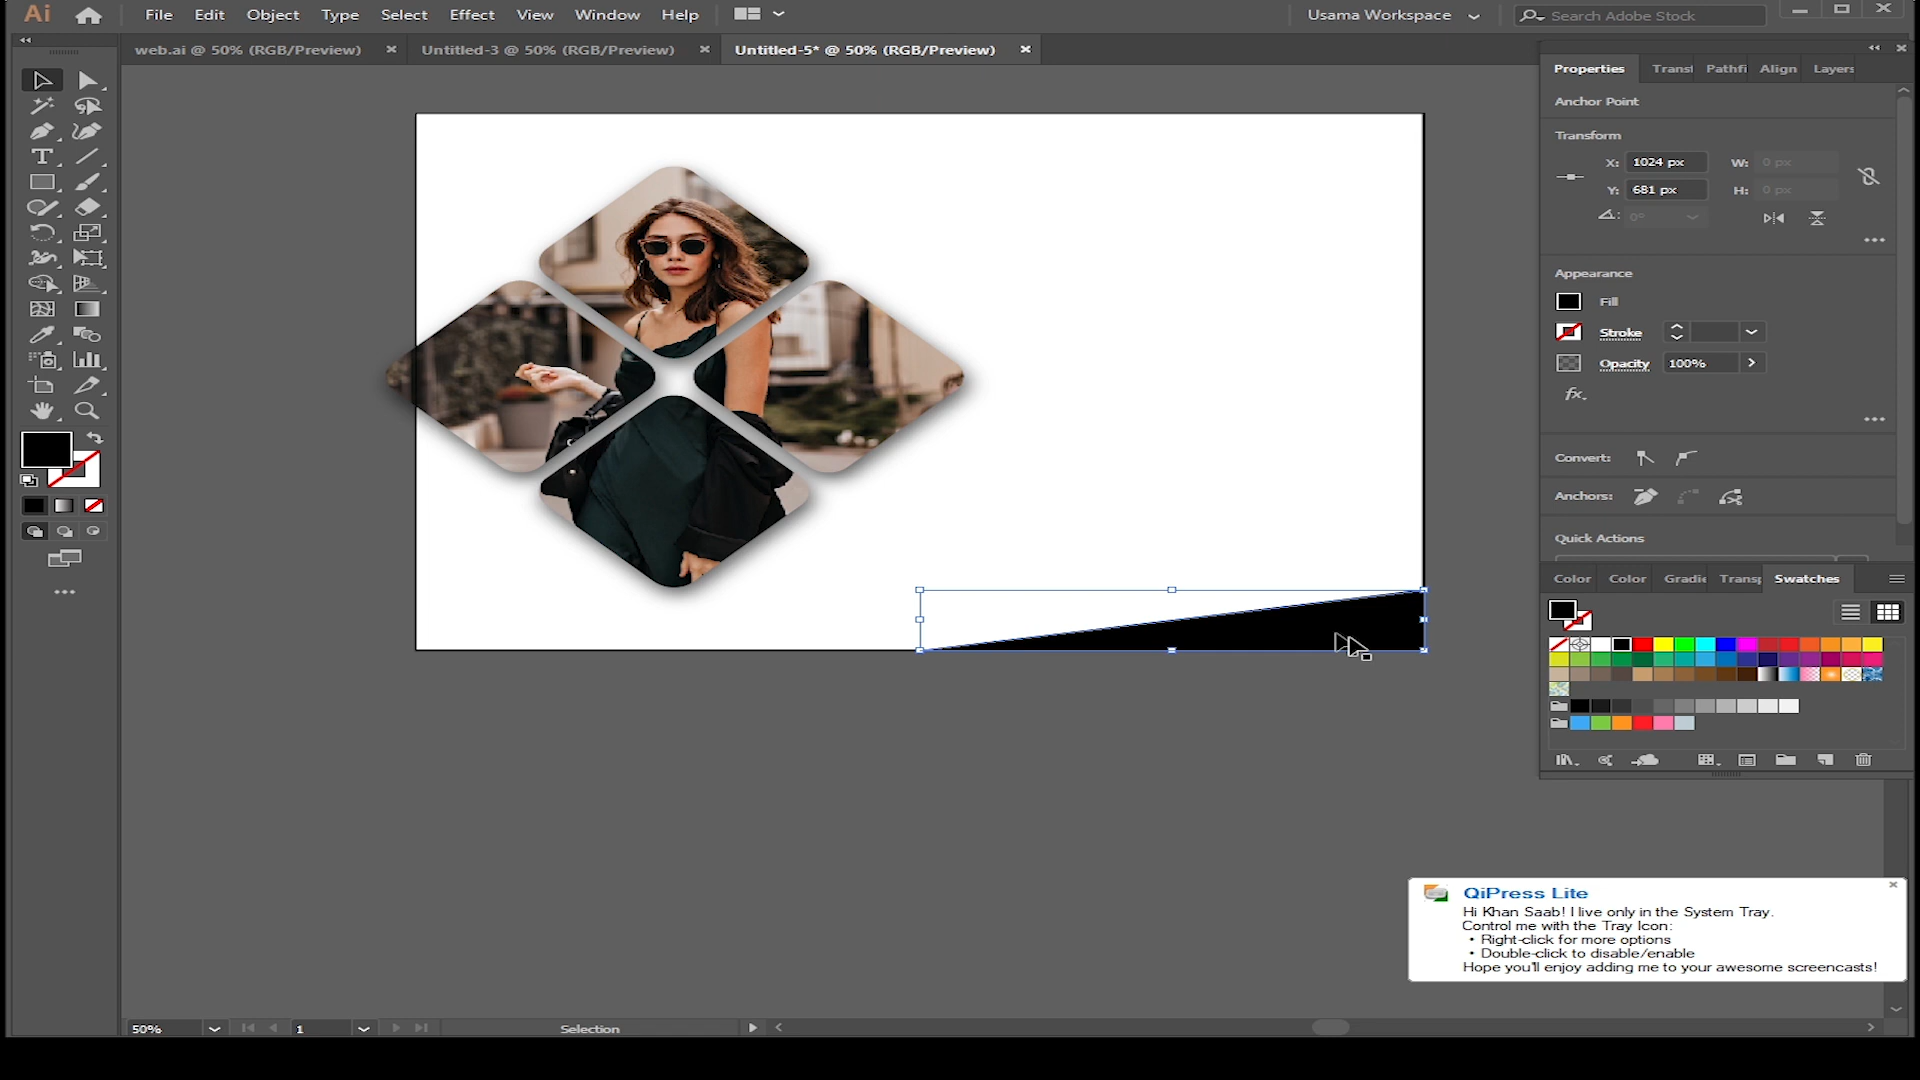 Ai
File Edit Object Type Select Effect View Window Help
Usama Workspace
Search Adobe Stock
web.ai @ 50% (RGB/Preview)
Untitled-3 @ 50% (RGB/Preview)
Untitled-5* @ 50% (RGB/Preview)
Properties Transf Pathfi Align Layers
Anchor Point
Transform
X: 1024 px W: 0 px
Y: 681 px H: 0 px
0°
Appearance
Fill
Stroke
Opacity 100%
fx.
Convert:
Anchors:
Quick Actions
Color Color Gradie Transp Swatches
QiPress Lite
Hi Khan Saab! I live only in the System Tray.
Control me with the Tray Icon:
• Right-click for more options
• Double-click to disable/enable
Hope you'll enjoy adding me to your awesome screencasts!
50% 1 Selection